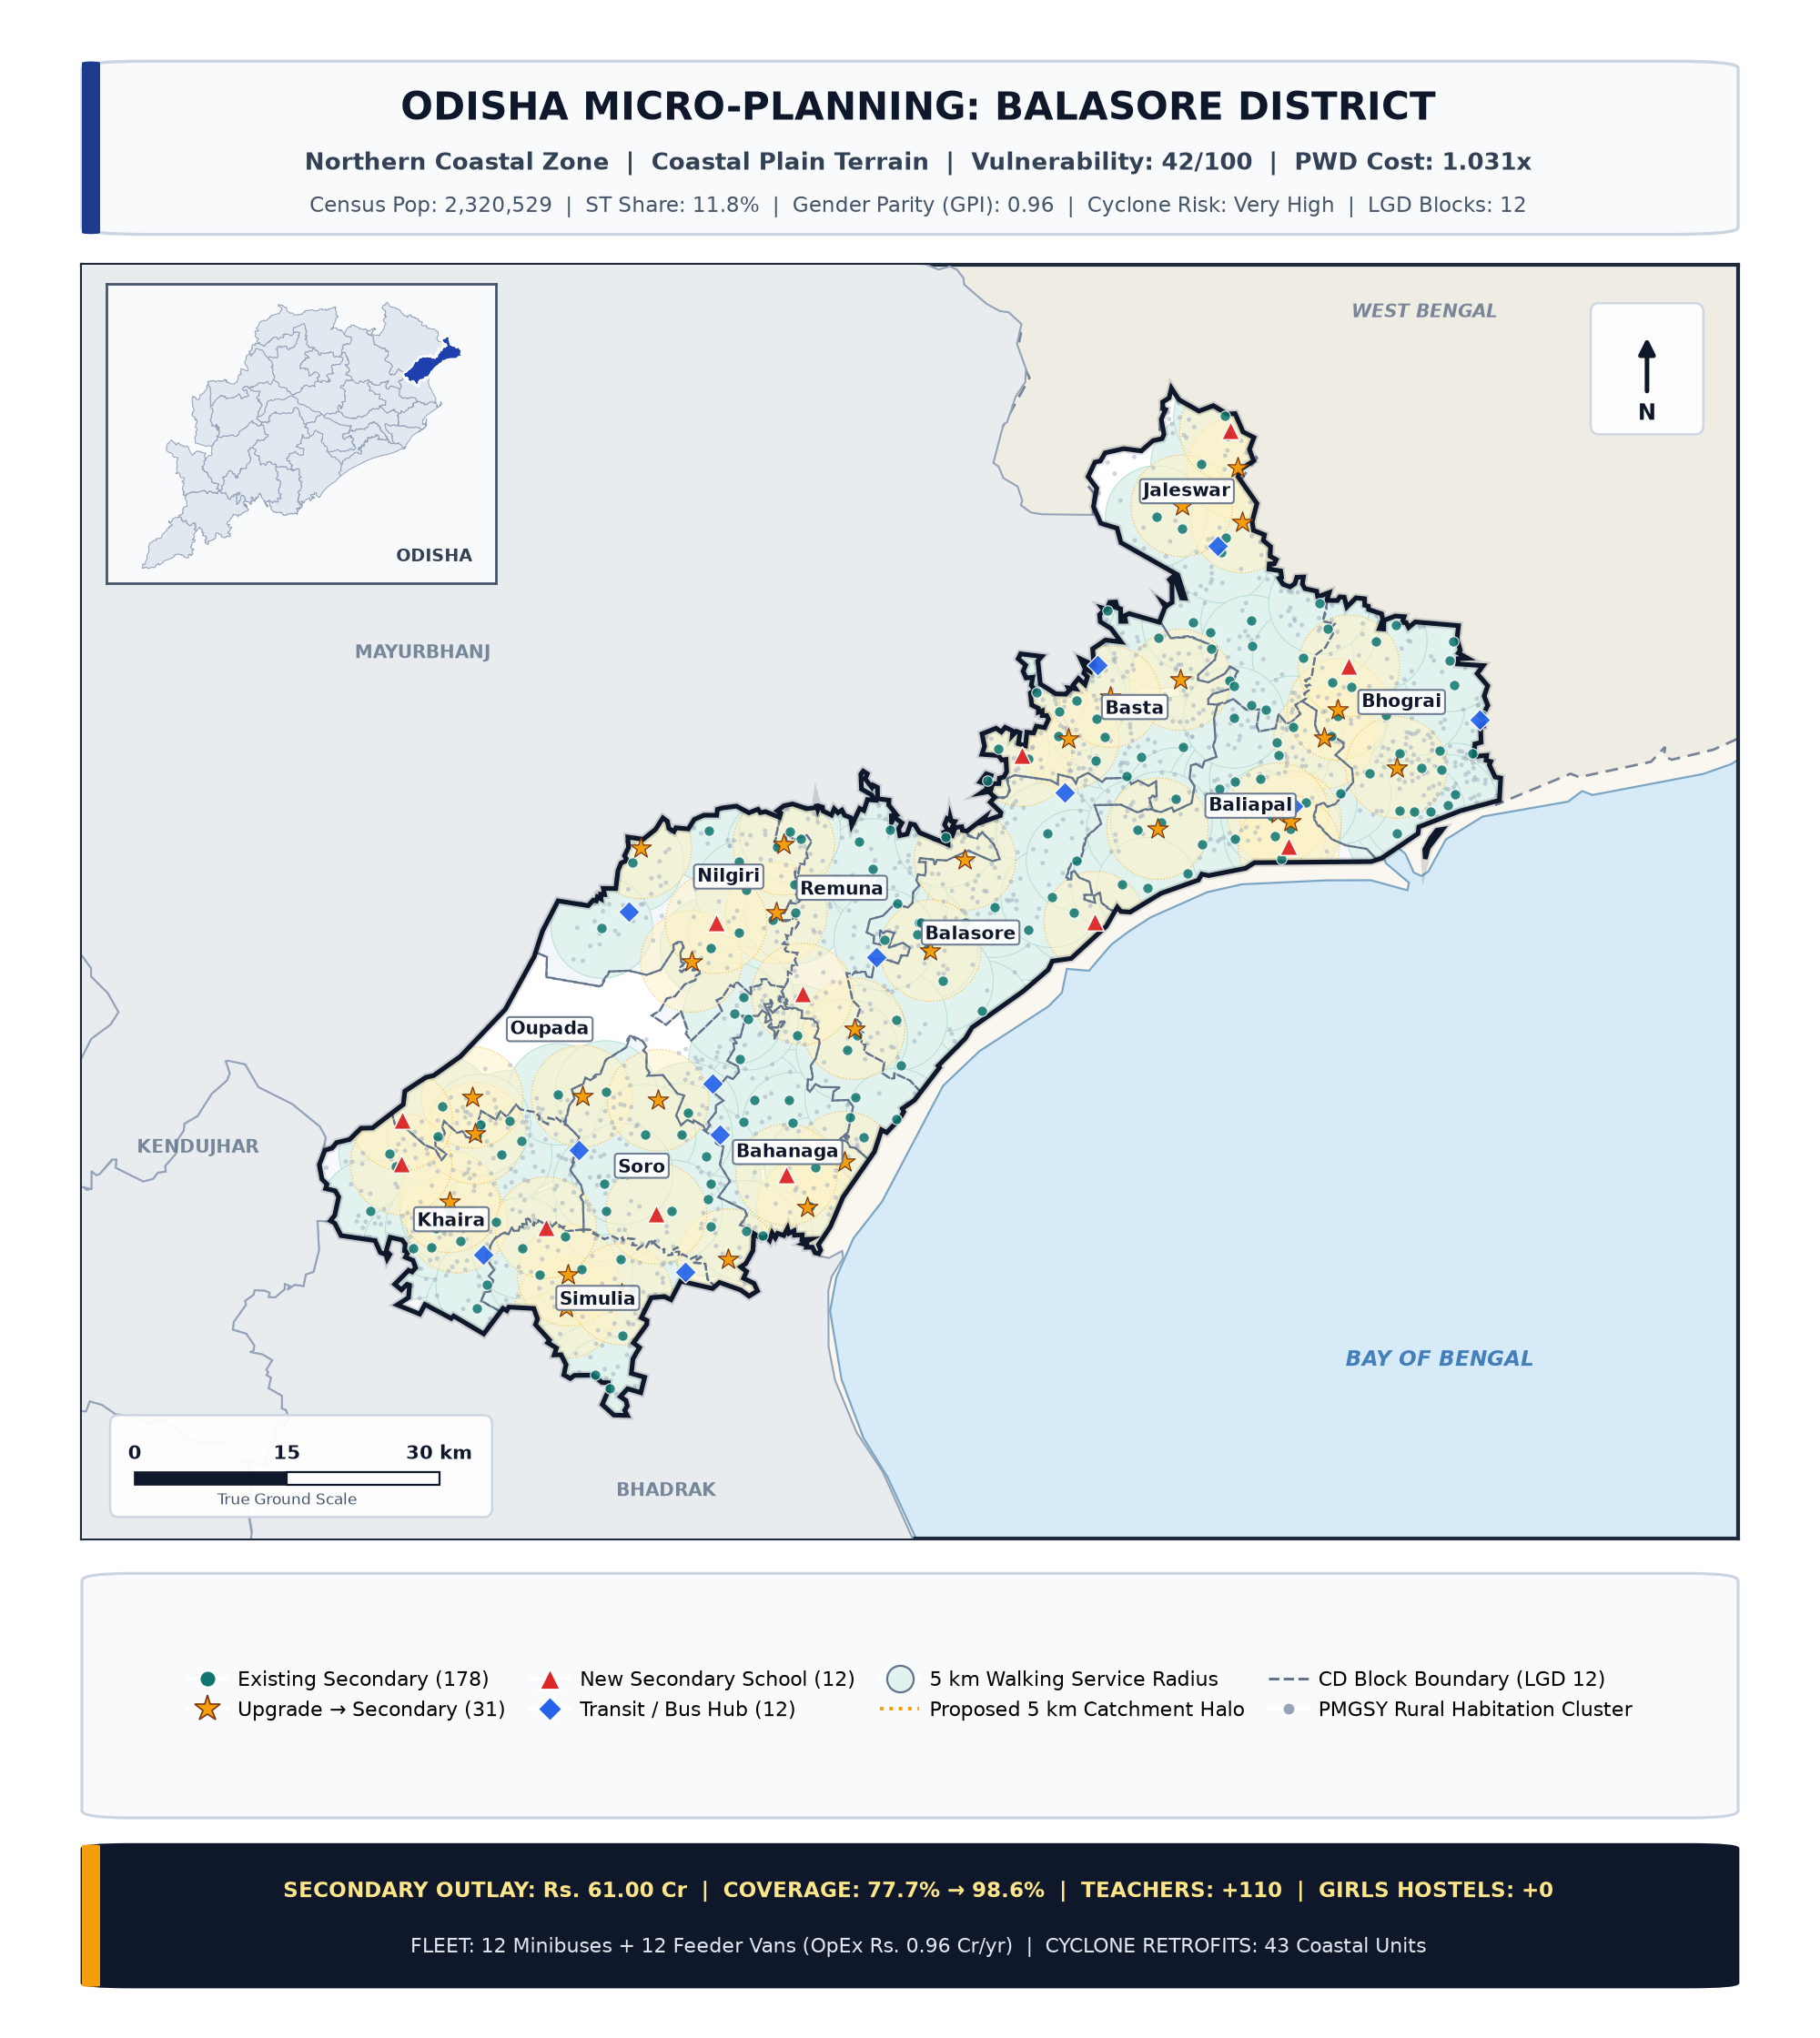 ODISHA MICRO-PLANNING: BALASORE DISTRICT
Northern Coastal Zone | Coastal Plain Terrain | Vulnerability: 42/100 | PWD Cost: 1.031x
Census Pop: 2,320,529 | ST Share: 11.8% | Gender Parity (GPI): 0.96 | Cyclone Risk: Very High | LGD Blocks: 12
WEST BENGAL
N
ODISHA
MAYURBHANJ
Jaleswar
Basta
Bhograi
Baliapal
Nilgiri
Remuna
Balasore
Oupada
KENDUJHAR
Soro
Bahanaga
Khaira
Simulia
BAY OF BENGAL
0 15 30 km
True Ground Scale
BHADRAK
Existing Secondary (178)
Upgrade → Secondary (31)
New Secondary School (12)
Transit / Bus Hub (12)
5 km Walking Service Radius
Proposed 5 km Catchment Halo
CD Block Boundary (LGD 12)
PMGSY Rural Habitation Cluster
SECONDARY OUTLAY: Rs. 61.00 Cr | COVERAGE: 77.7% → 98.6% | TEACHERS: +110 | GIRLS HOSTELS: +0
FLEET: 12 Minibuses + 12 Feeder Vans (OpEx Rs. 0.96 Cr/yr) | CYCLONE RETROFITS: 43 Coastal Units